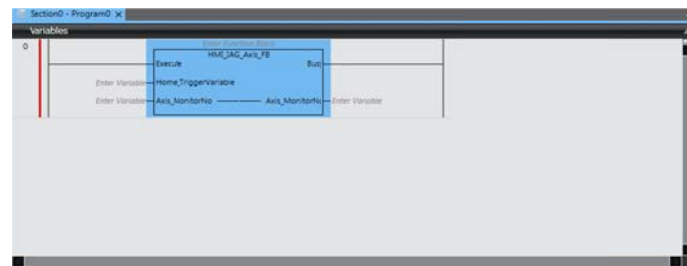 Section0 - Program0 ×
Variables
0
Enter Function Block
HMI_IAG_Axis_FB
Execute Busy
Enter Variable Home_TriggerVariable
Enter Variable Axis_MonitorNo Axis_MonitorNo Enter Variable